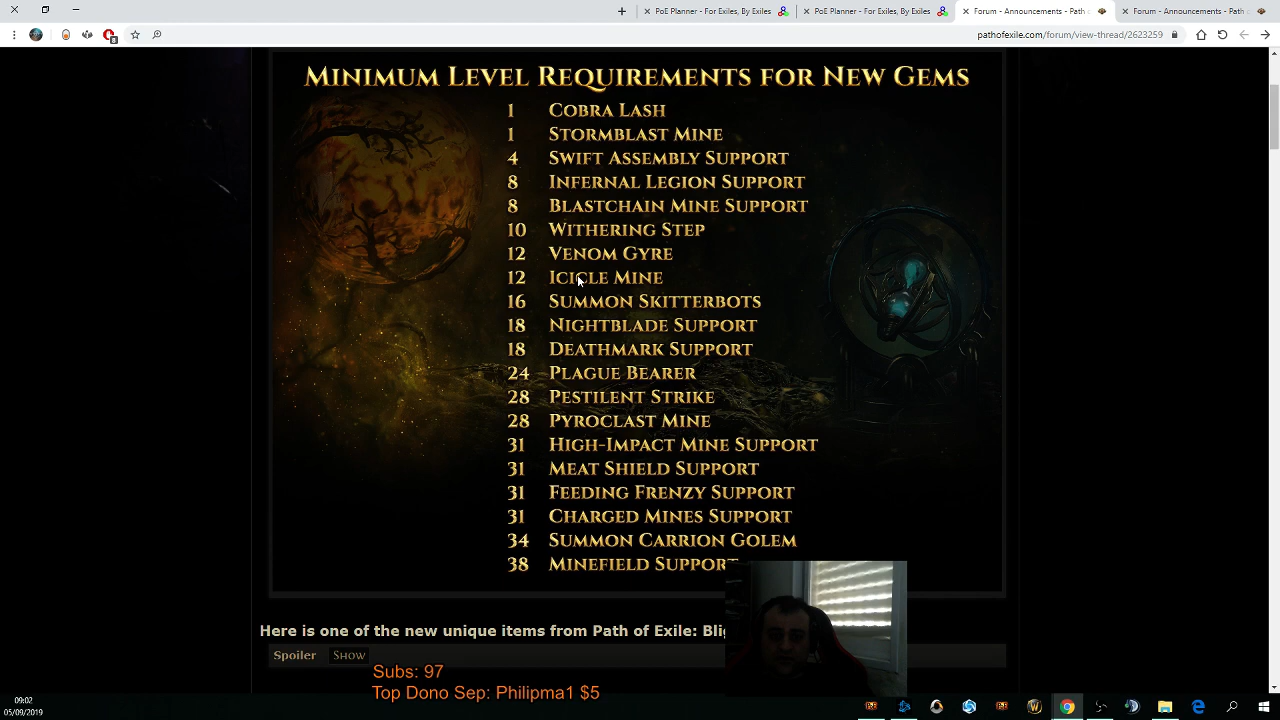 PoE Planner - For Exiles, By Exiles
PoE Planner - For Exiles, By Exiles
Forum - Announcements - Path o
Forum - Announcements - Path o
8
pathofexile.com/forum/view-thread/2623259
Minimum Level Requirements for New Gems
1 Cobra Lash
1 Stormblast Mine
4 Swift Assembly Support
8 Infernal Legion Support
8 Blastchain Mine Support
10 Withering Step
12 Venom Gyre
12 Icicle Mine
16 Summon Skitterbots
18 Nightblade Support
18 Deathmark Support
24 Plague Bearer
28 Pestilent Strike
28 Pyroclast Mine
31 High-Impact Mine Support
31 Meat Shield Support
31 Feeding Frenzy Support
31 Charged Mines Support
34 Summon Carrion Golem
38 Minefield Support
Here is one of the new unique items from Path of Exile: Bli
Spoiler Show
Subs: 97
Top Dono Sep: Philipma1 $5
09:02
05/09/2019